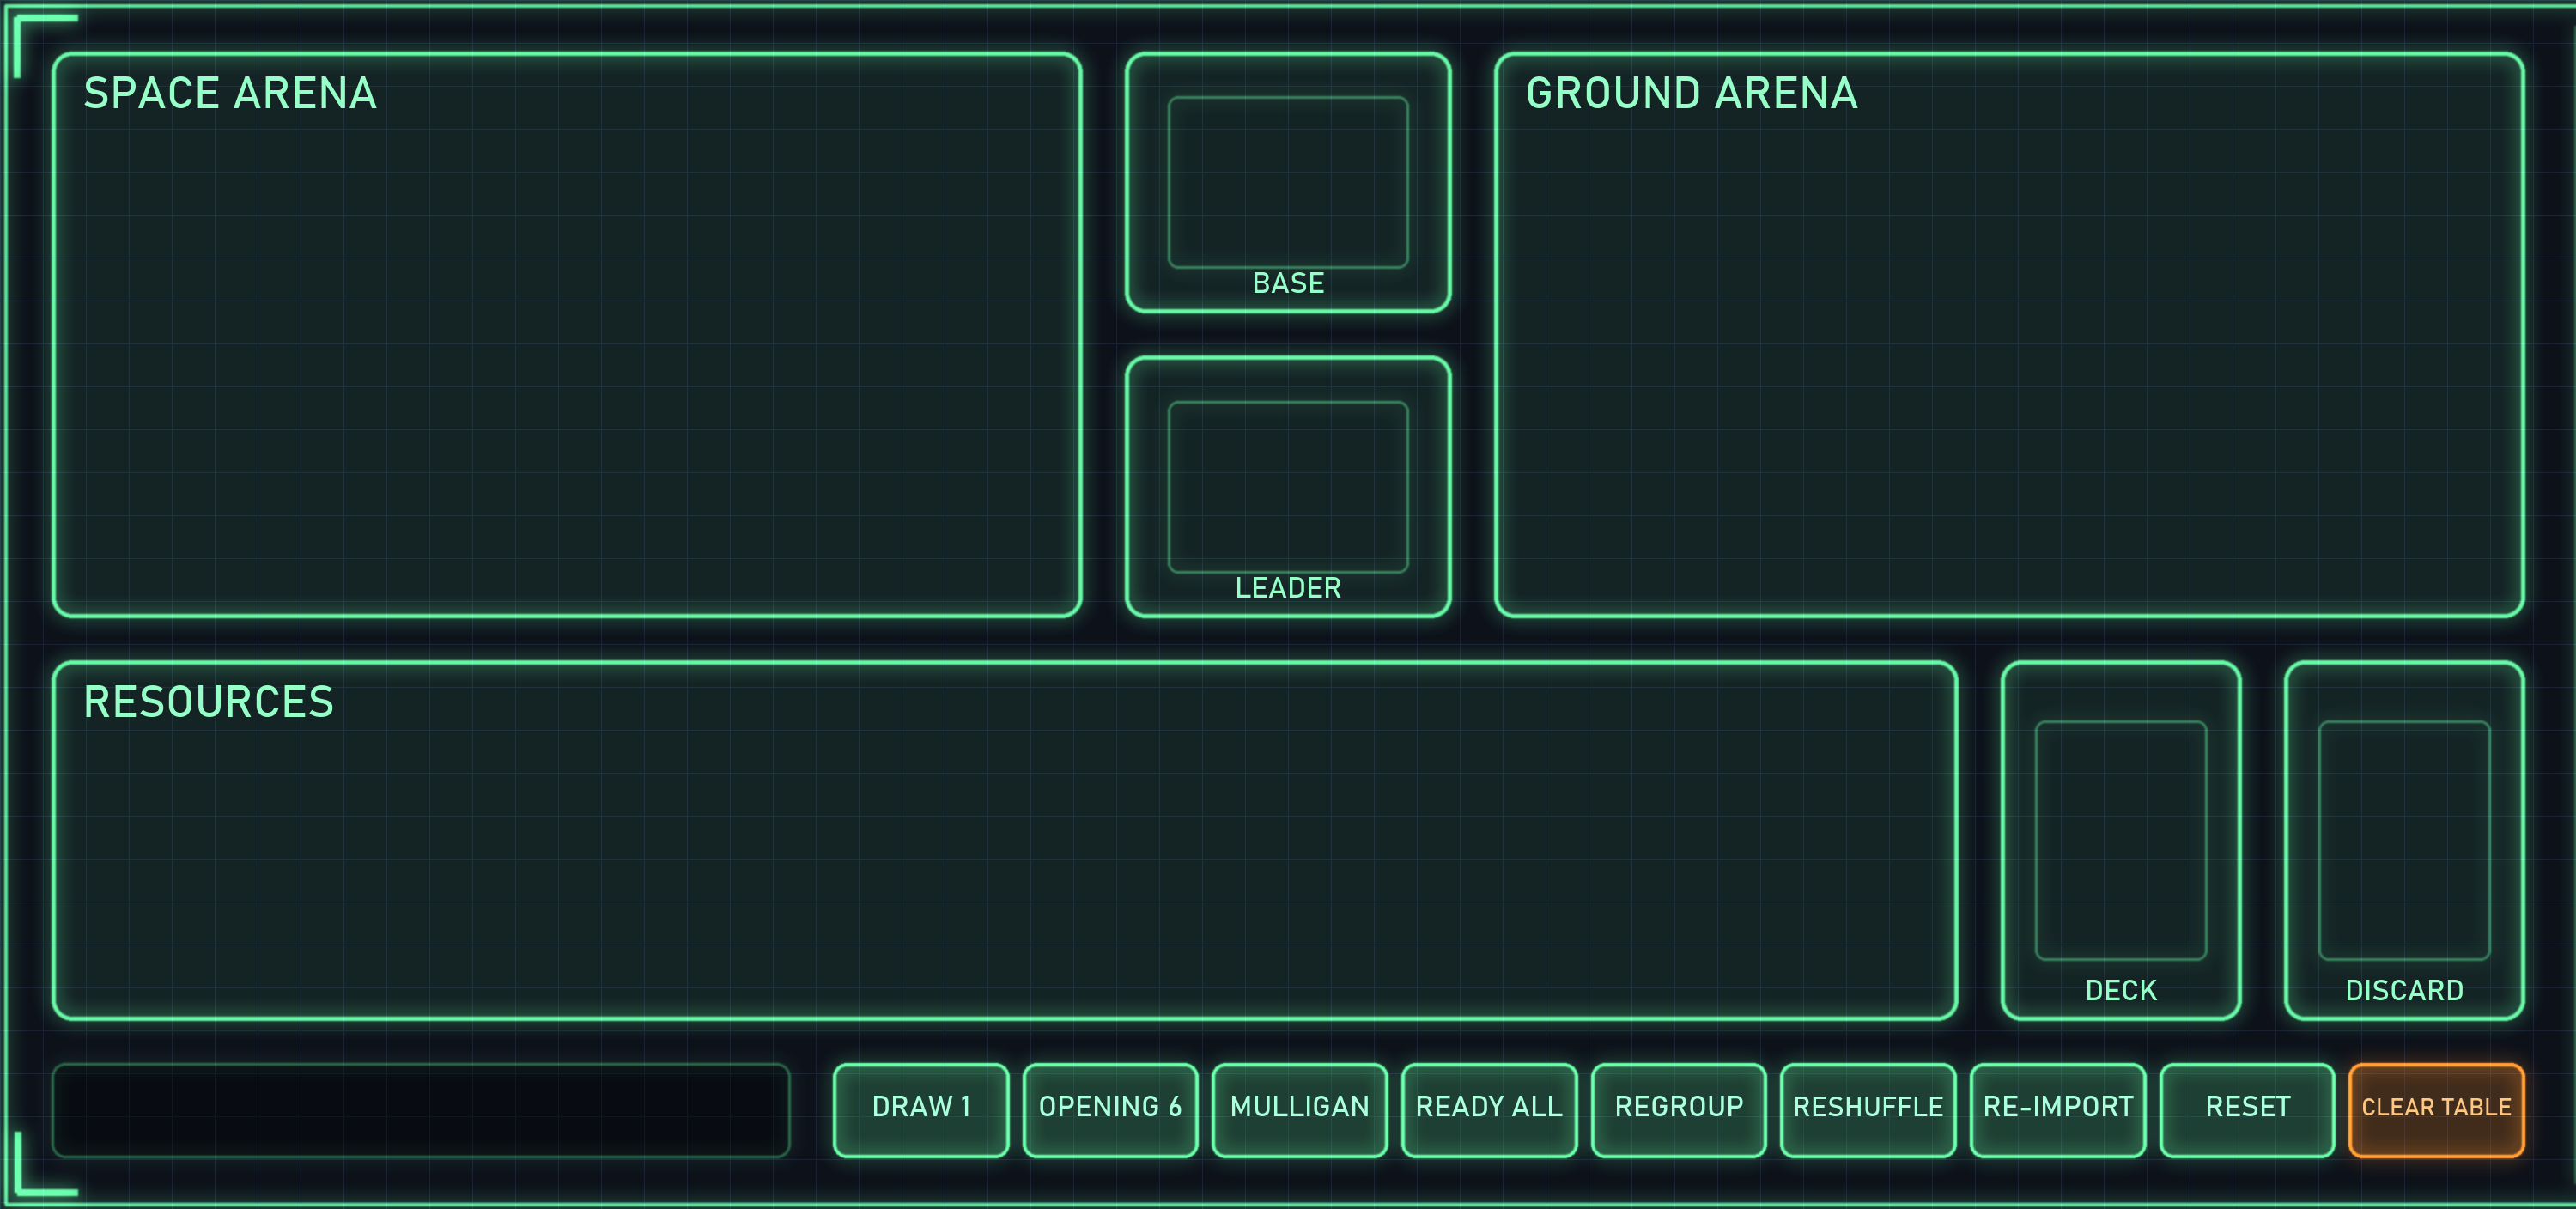 SPACE ARENA
BASE
GROUND ARENA
LEADER
RESOURCES
DECK
DISCARD
DRAW 1
OPENING 6
MULLIGAN
READY ALL
REGROUP
RESHUFFLE
RE-IMPORT
RESET
CLEAR TABLE